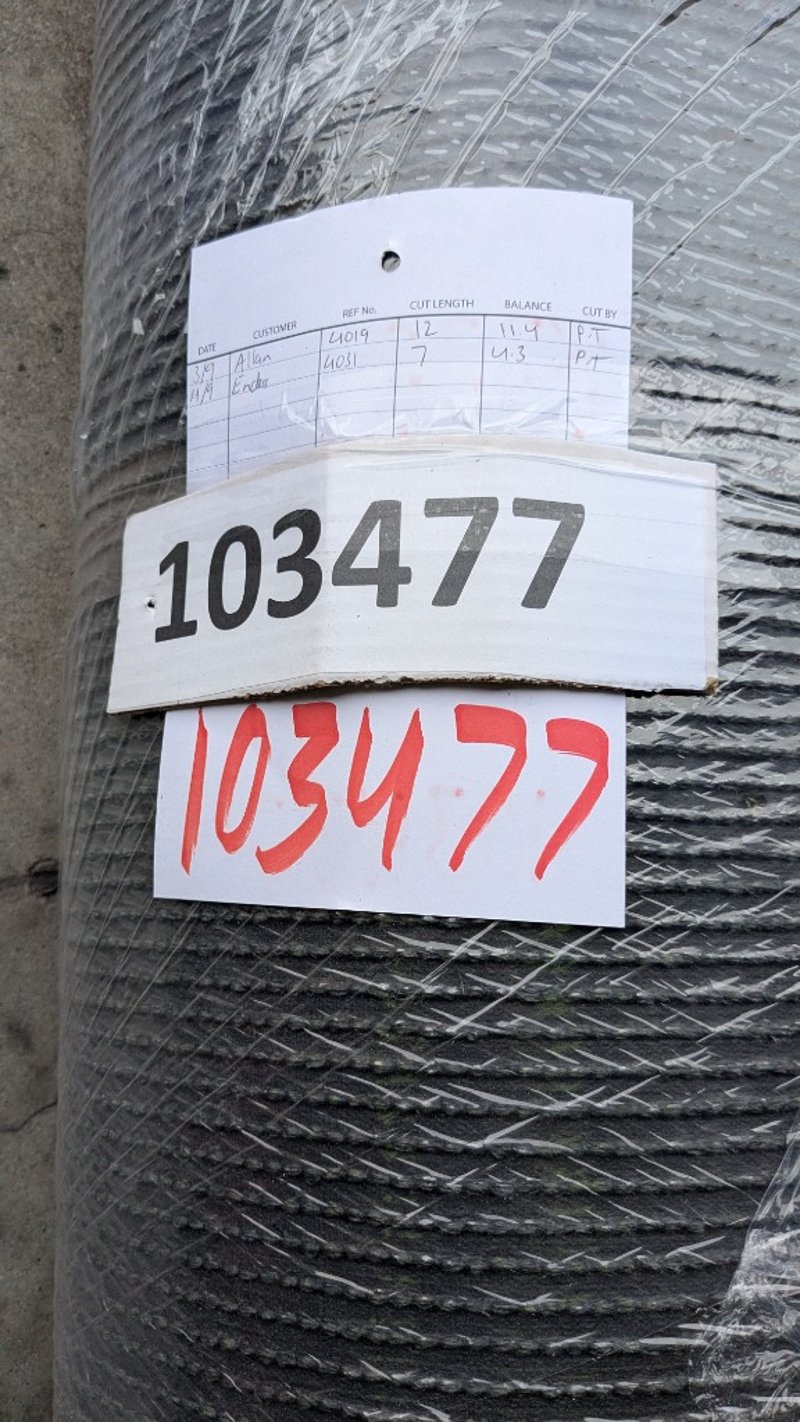 DATE CUSTOMER REF No. CUT LENGTH BALANCE CUT BY
3/9 Allan 4019 12 11.4 P.T
11/9 4031 7 4.3 P.T
103477
103477